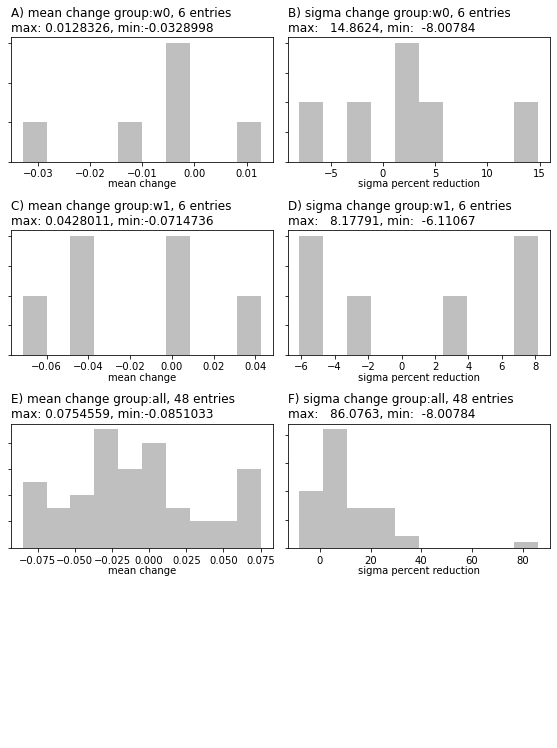 A) mean change group:w0, 6 entries
max: 0.0128326, min:-0.0328998
−0.03 −0.02 −0.01 0.00 0.01
mean change
B) sigma change group:w0, 6 entries
max:   14.8624, min:  -8.00784
−5 0 5 10 15
sigma percent reduction
C) mean change group:w1, 6 entries
max: 0.0428011, min:-0.0714736
−0.06 −0.04 −0.02 0.00 0.02 0.04
mean change
D) sigma change group:w1, 6 entries
max:   8.17791, min:  -6.11067
−6 −4 −2 0 2 4 6 8
sigma percent reduction
E) mean change group:all, 48 entries
max: 0.0754559, min:-0.0851033
−0.075 −0.050 −0.025 0.000 0.025 0.050 0.075
mean change
F) sigma change group:all, 48 entries
max:   86.0763, min:  -8.00784
0 20 40 60 80
sigma percent reduction